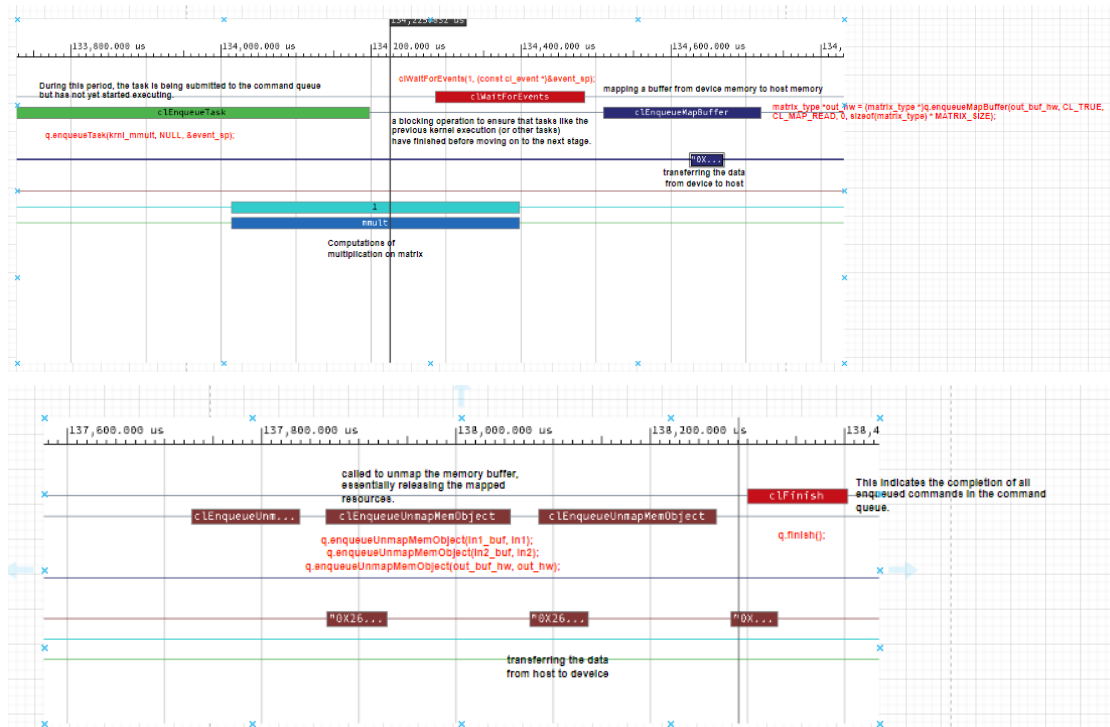 134,225.832 us
133,800.000 us
134,000.000 us
134,200.000 us
134,400.000 us
134,600.000 us
134,
During this period, the task is being submitted to the command queue
but has not yet started executing.
clWaitForEvents(1, (const cl_event *)&event_sp);
clWaitForEvents
mapping a buffer from device memory to host memory
clEnqueueTask
clEnqueueMapBuffer
matrix_type *out_hw = (matrix_type *)q.enqueueMapBuffer(out_buf_hw, CL_TRUE,
CL_MAP_READ, 0, sizeof(matrix_type) * MATRIX_SIZE);
q.enqueueTask(krnl_mmult, NULL, &event_sp);
a blocking operation to ensure that tasks like the
previous kernel execution (or other tasks)
have finished before moving on to the next stage.
"0X...
transferring the data
from device to host
1
mmult
Computations of
multiplication on matrix
137,600.000 us
137,800.000 us
138,000.000 us
138,200.000 us
138,4
called to unmap the memory buffer,
essentially releasing the mapped
resources.
clFinish
This indicates the completion of all
enqueued commands in the command
queue.
clEnqueueUnm...
clEnqueueUnmapMemObject
clEnqueueUnmapMemObject
q.enqueueUnmapMemObject(in1_buf, in1);
q.enqueueUnmapMemObject(in2_buf, in2);
q.enqueueUnmapMemObject(out_buf_hw, out_hw);
q.finish();
"0X26...
"0X26...
"0X...
transferring the data
from host to develce